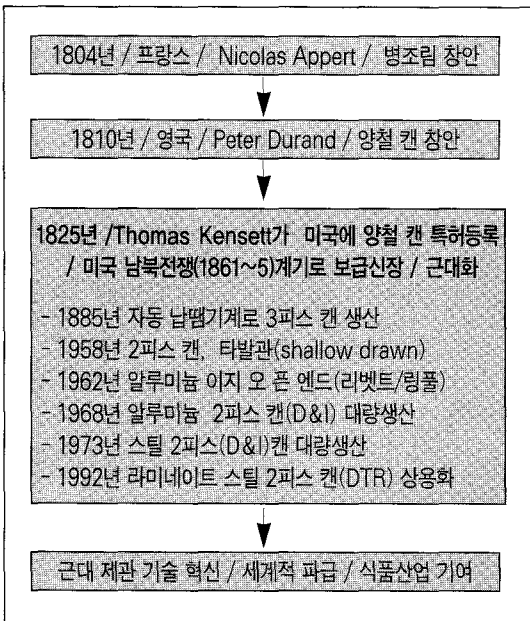 1804년 / 프랑스 / Nicolas Appert / 병조림 창안
1810년 / 영국 / Peter Durand / 양철 캔 창안
1825년 /Thomas Kensett가 미국에 양철 캔 특허등록
/ 미국 남북전쟁(1861~5)계기로 보급신장 / 근대화
- 1885년 자동 납땜기계로 3피스 캔 생산
- 1958년 2피스 캔, 타발관(shallow drawn)
- 1962년 알루미늄 이지 오 픈 엔드(리벳트/링풀)
- 1968년 알루미늄 2피스 캔(D&I) 대량생산
- 1973년 스틸 2피스(D&I)캔 대량생산
- 1992년 라미네이트 스틸 2피스 캔(DTR) 상용화
근대 제관 기술 혁신 / 세계적 파급 / 식품산업 기여